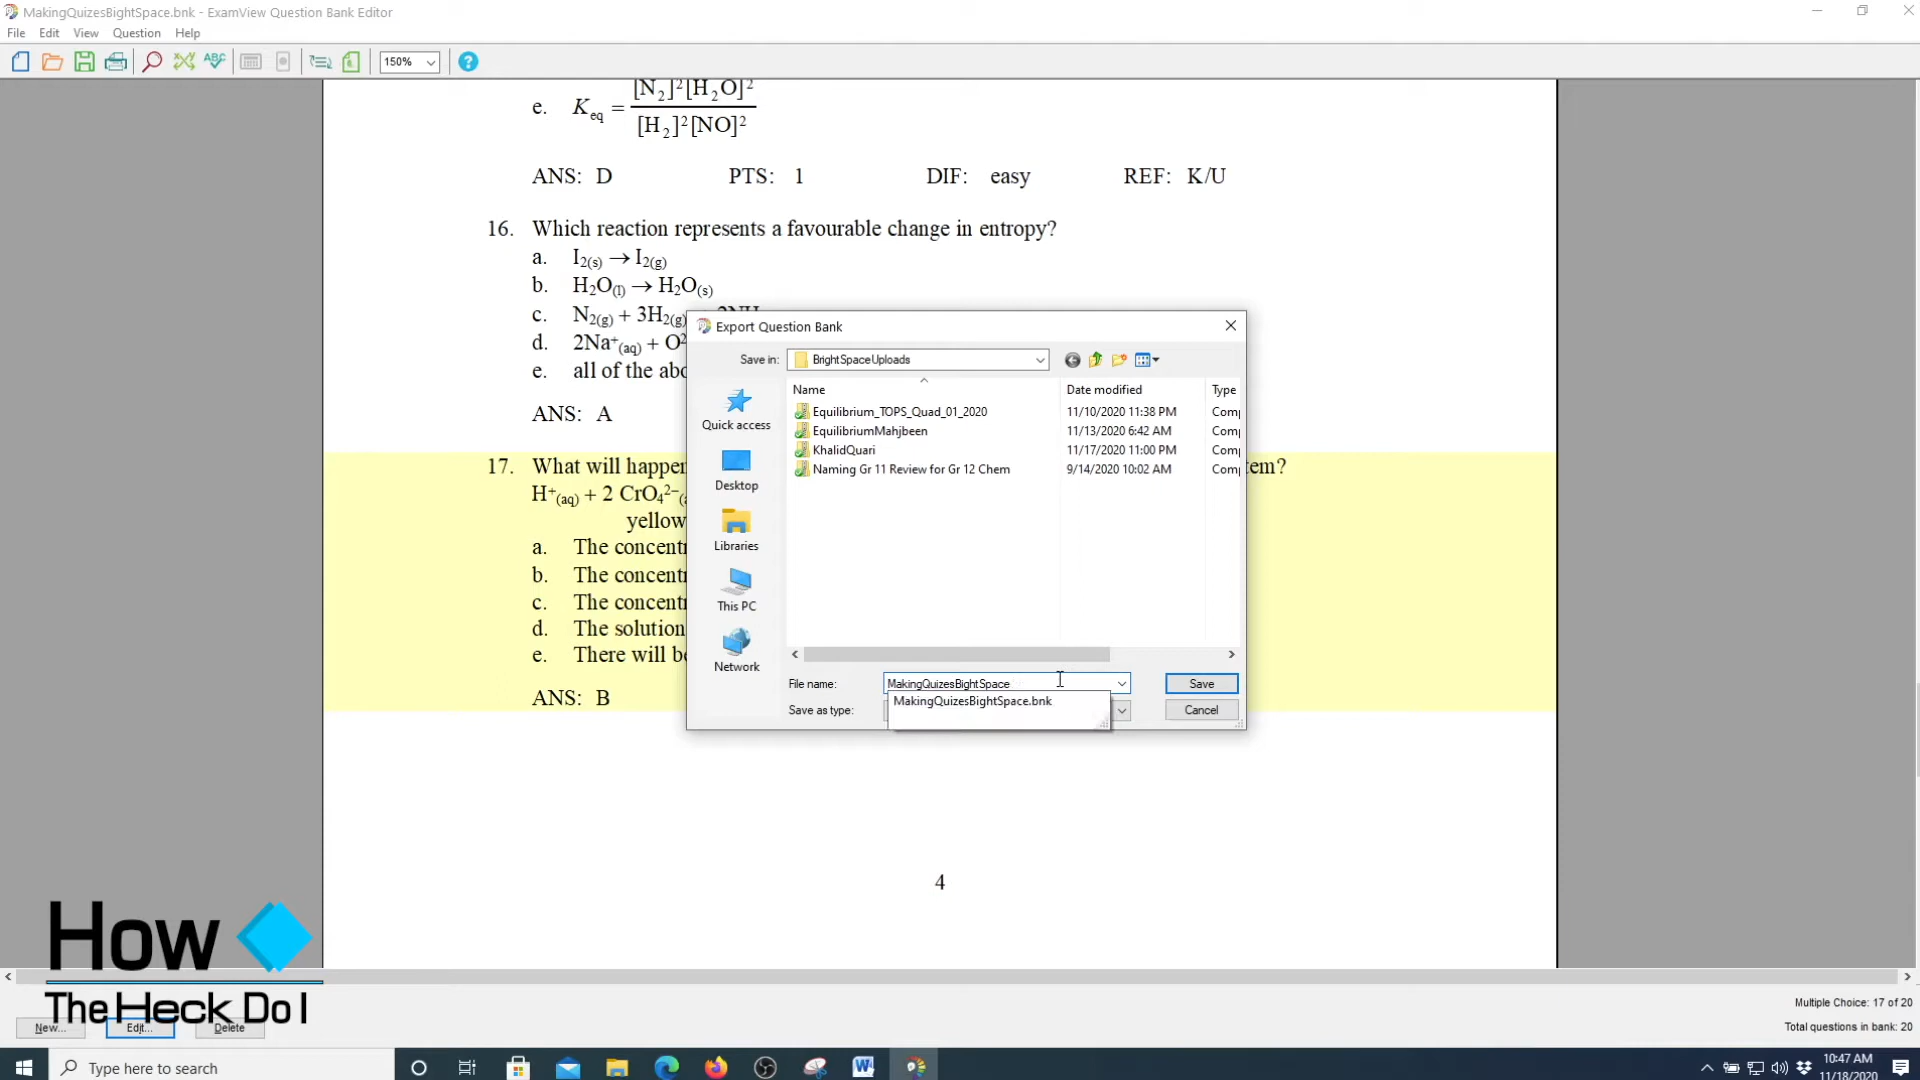 MakingQuizesBightSpace.bnk - ExamView Question Bank Editor
File Edit View Question Help
ABC 150% ?
e. Keq = [N2]²[H2O]²
[H2]²[NO]²
ANS: D PTS: 1 DIF: easy REF: K/U
16. Which reaction represents a favourable change in entropy?
a. I2(s) → I2(g)
b. H2O(l) → H2O(s)
c. N2(g) + 3H2(g)
d. 2Na+(aq) + O2
e. all of the abo
ANS: A
17. What will happen tem?
H+(aq) + 2 CrO42−(a
yellow
a. The concentr
b. The concentr
c. The concentr
d. The solution
e. There will be
ANS: B
4
Export Question Bank
Save in: BrightSpaceUploads
Name Date modified Type
Equilibrium_TOPS_Quad_01_2020 11/10/2020 11:38 PM Comp
EquilibriumMahjbeen 11/13/2020 6:42 AM Comp
KhalidQuari 11/17/2020 11:00 PM Comp
Naming Gr 11 Review for Gr 12 Chem 9/14/2020 10:02 AM Comp
Quick access
Desktop
Libraries
This PC
Network
File name: MakingQuizesBightSpace Save
MakingQuizesBightSpace.bnk
Save as type: Cancel
How
The Heck Do I
New... Edit... Delete
Multiple Choice: 17 of 20
Total questions in bank: 20
Type here to search
10:47 AM
11/18/2020